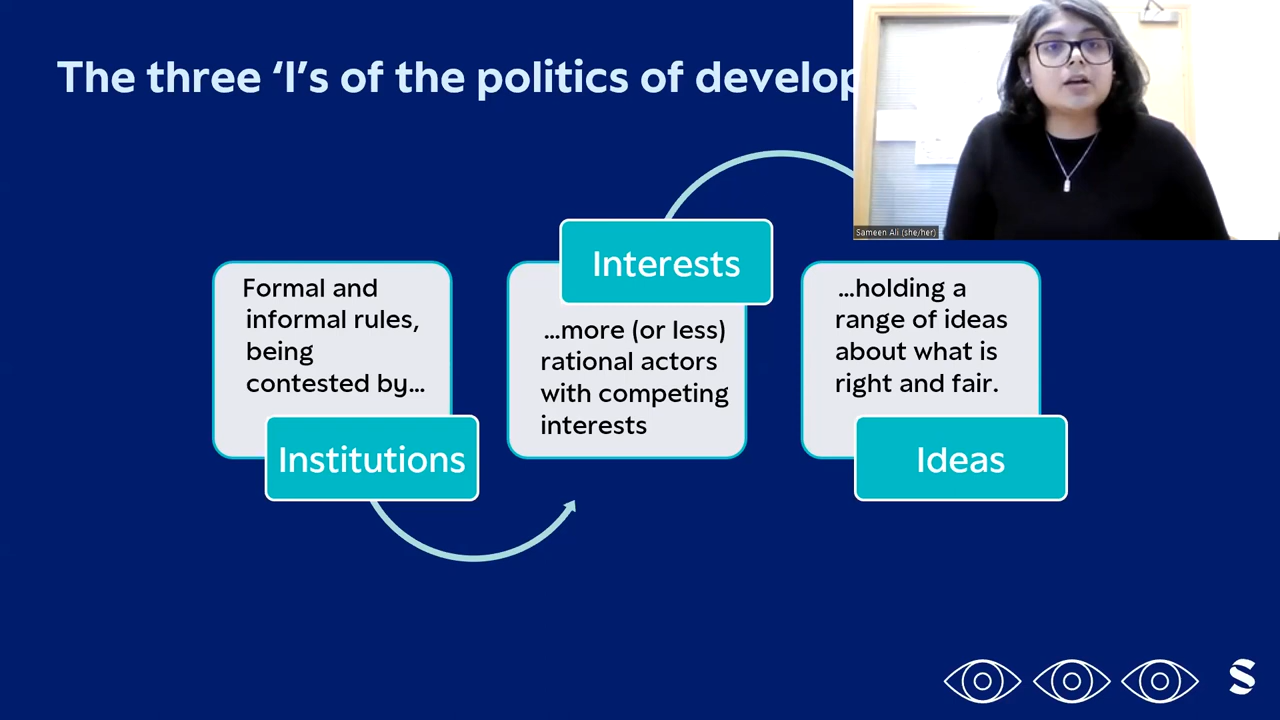 The three ‘I’s of the politics of develop
Sameen Ali (she/her)
Interests
Formal and
informal rules,
being
contested by...
...more (or less)
rational actors
with competing
interests
...holding a
range of ideas
about what is
right and fair.
Institutions
Ideas
S